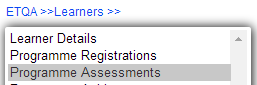 ETQA >>Learners >>
Learner Details
Programme Registrations
Programme Assessments